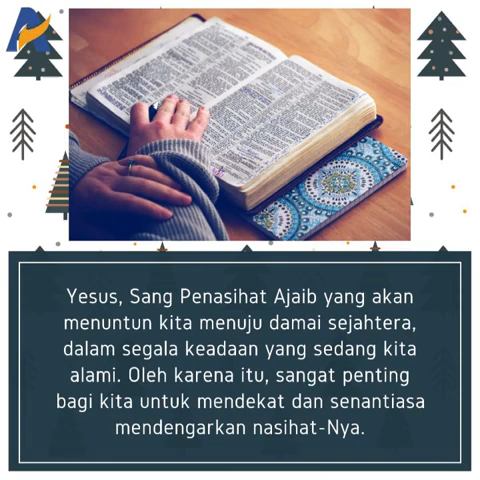 Yesus, Sang Penasihat Ajaib yang akan
menuntun kita menuju damai sejahtera,
dalam segala keadaan yang sedang kita
alami. Oleh karena itu, sangat penting
bagi kita untuk mendekat dan senantiasa
mendengarkan nasihat-Nya.